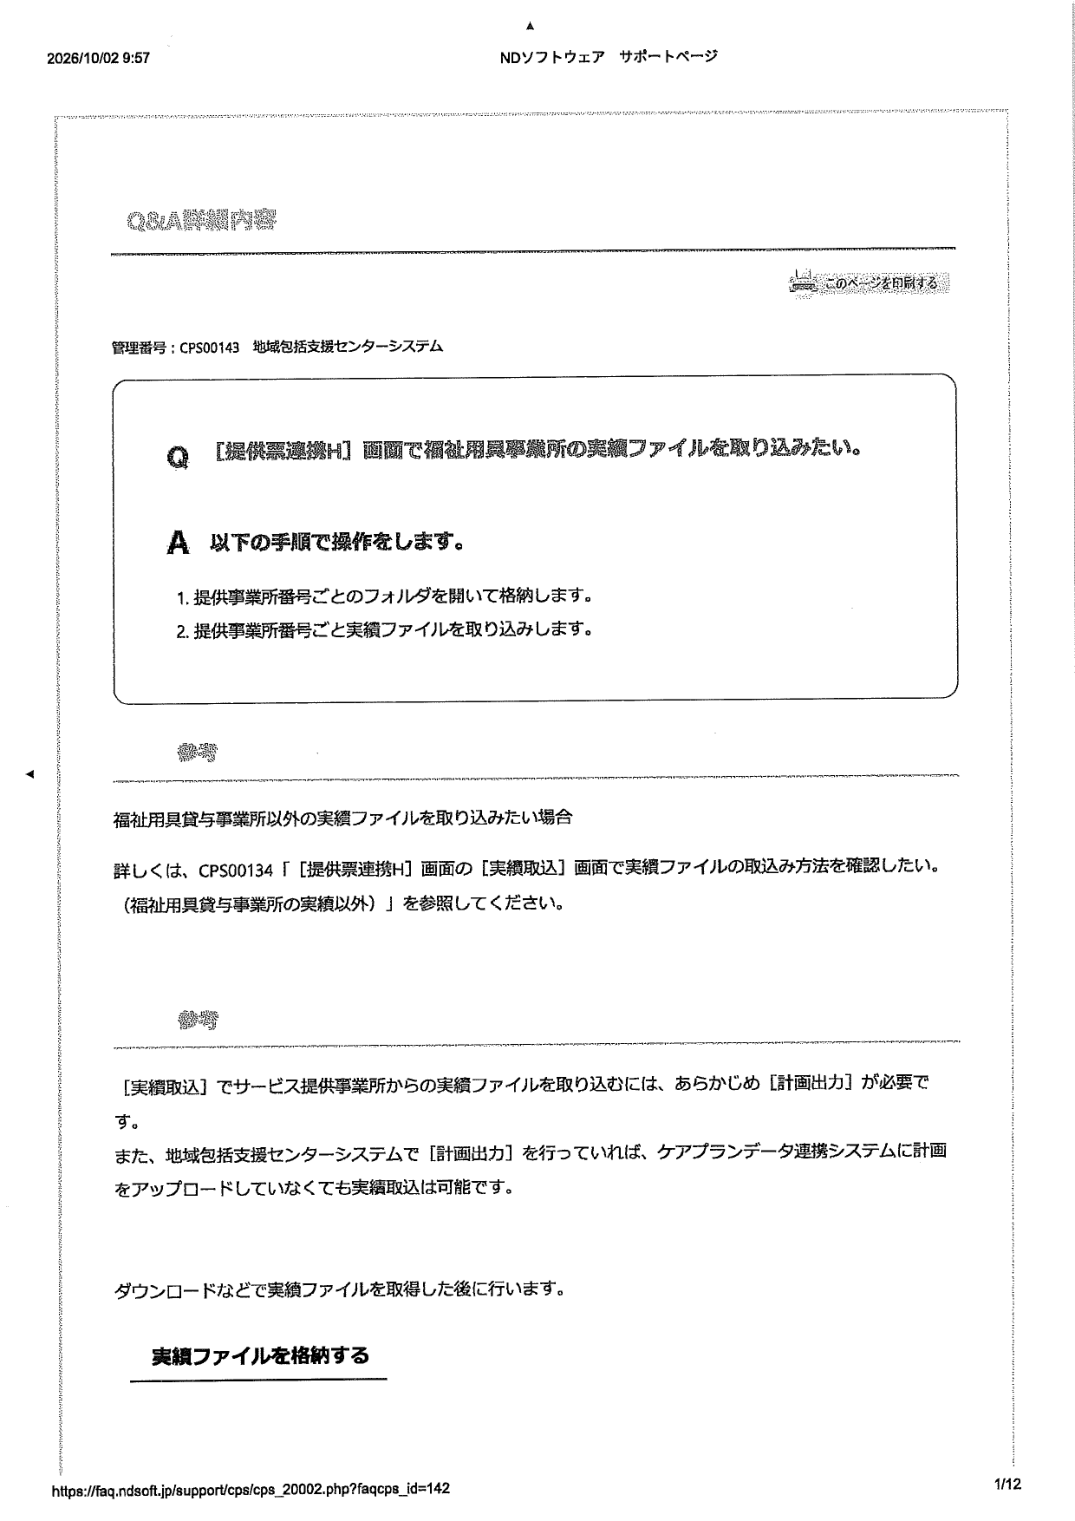 2026/10/02 9:57
NDソフトウェア　サポートページ
Q&A詳細内容
このページを印刷する
管理番号：CPS00143　地域包括支援センターシステム
Q ［提供票連携H］画面で福祉用具事業所の実績ファイルを取り込みたい。
A 以下の手順で操作をします。
1. 提供事業所番号ごとのフォルダを開いて格納します。
2. 提供事業所番号ごと実績ファイルを取り込みします。
参考
福祉用具貸与事業所以外の実績ファイルを取り込みたい場合
詳しくは、CPS00134「［提供票連携H］画面の［実績取込］画面で実績ファイルの取込み方法を確認したい。
（福祉用具貸与事業所の実績以外）」を参照してください。
参考
［実績取込］でサービス提供事業所からの実績ファイルを取り込むには、あらかじめ［計画出力］が必要で
す。
また、地域包括支援センターシステムで［計画出力］を行っていれば、ケアプランデータ連携システムに計画
をアップロードしていなくても実績取込は可能です。
ダウンロードなどで実績ファイルを取得した後に行います。
実績ファイルを格納する
https://faq.ndsoft.jp/support/cps/cps_20002.php?faqcps_id=142
1/12